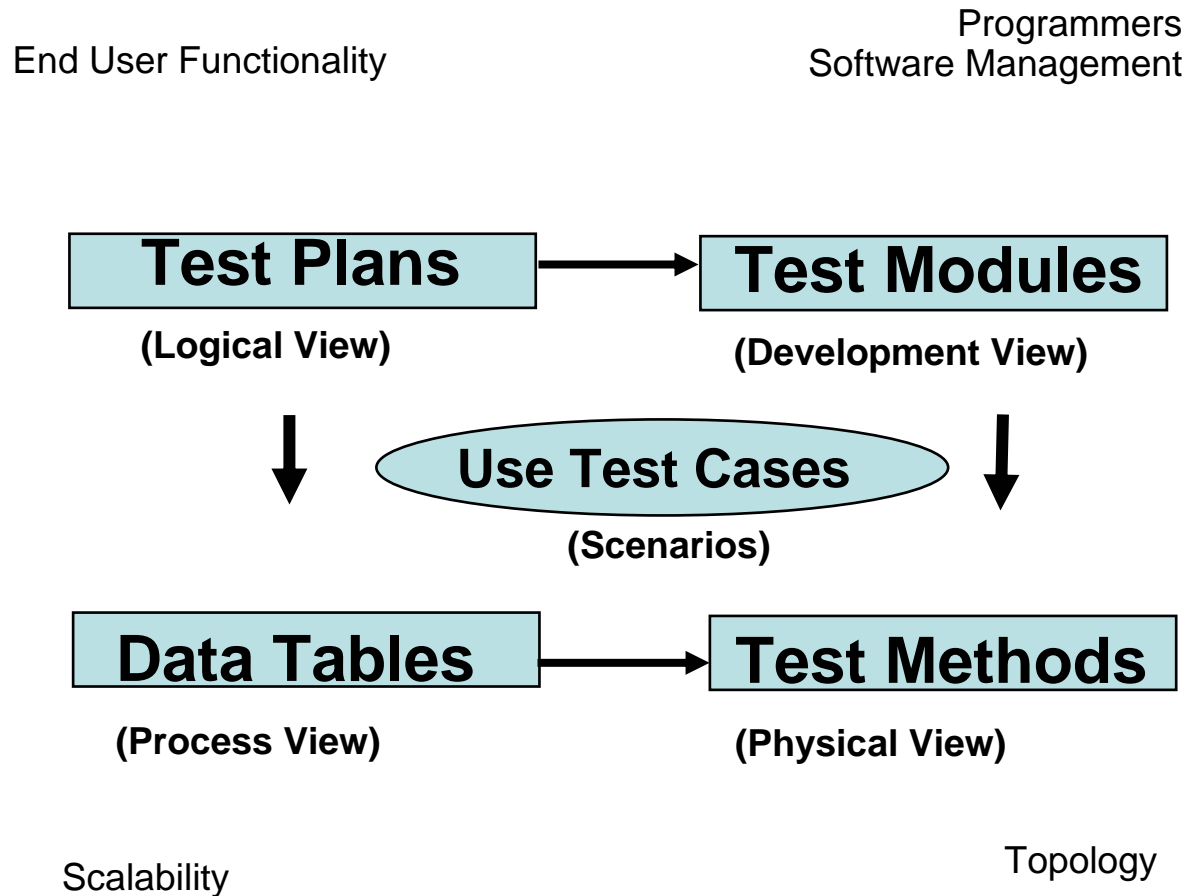 End User Functionality
Programmers
Software Management
Test Plans
Test Modules
(Logical View)
(Development View)
Use Test Cases
(Scenarios)
Data Tables
Test Methods
(Process View)
(Physical View)
Scalability
Topology